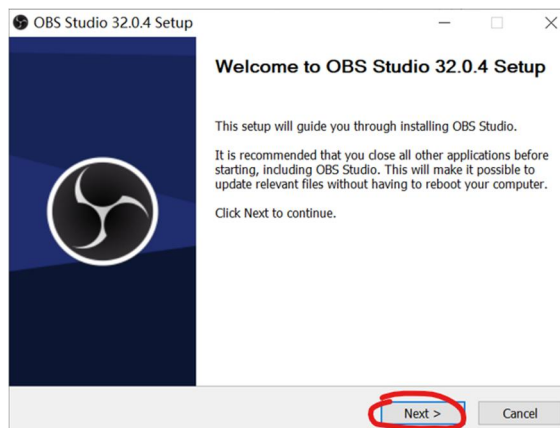 OBS Studio 32.0.4 Setup
Welcome to OBS Studio 32.0.4 Setup
This setup will guide you through installing OBS Studio.
It is recommended that you close all other applications before
starting, including OBS Studio. This will make it possible to
update relevant files without having to reboot your computer.
Click Next to continue.
Next >
Cancel